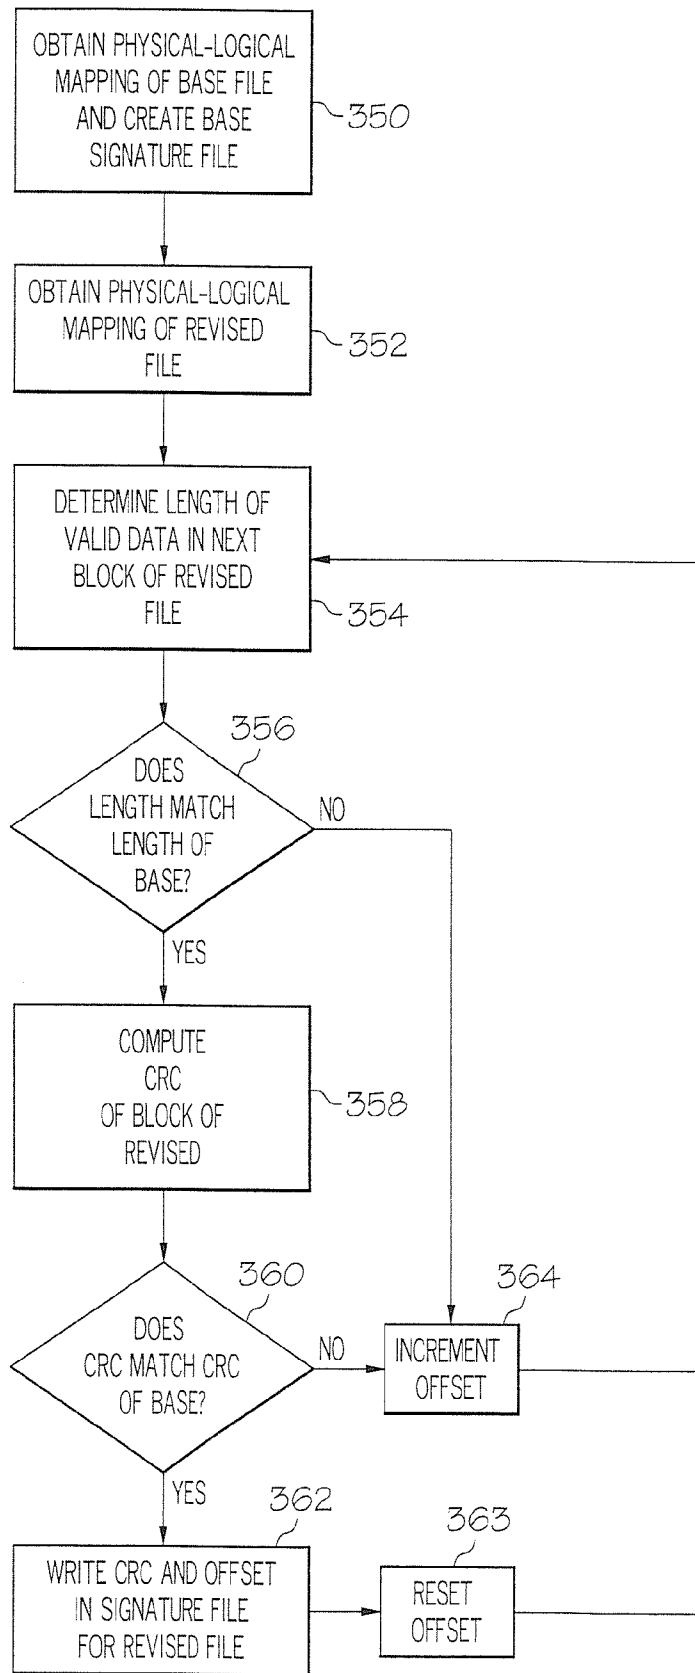 OBTAIN PHYSICAL-LOGICAL
MAPPING OF BASE FILE
AND CREATE BASE
SIGNATURE FILE
350
OBTAIN PHYSICAL-LOGICAL
MAPPING OF REVISED
FILE
352
DETERMINE LENGTH OF
VALID DATA IN NEXT
BLOCK OF REVISED
FILE
354
356
DOES
LENGTH MATCH
LENGTH OF
BASE?
NO
YES
COMPUTE
CRC
OF BLOCK OF
REVISED
358
360
DOES
CRC MATCH CRC
OF BASE?
NO
364
INCREMENT
OFFSET
YES
362
WRITE CRC AND OFFSET
IN SIGNATURE FILE
FOR REVISED FILE
363
RESET
OFFSET